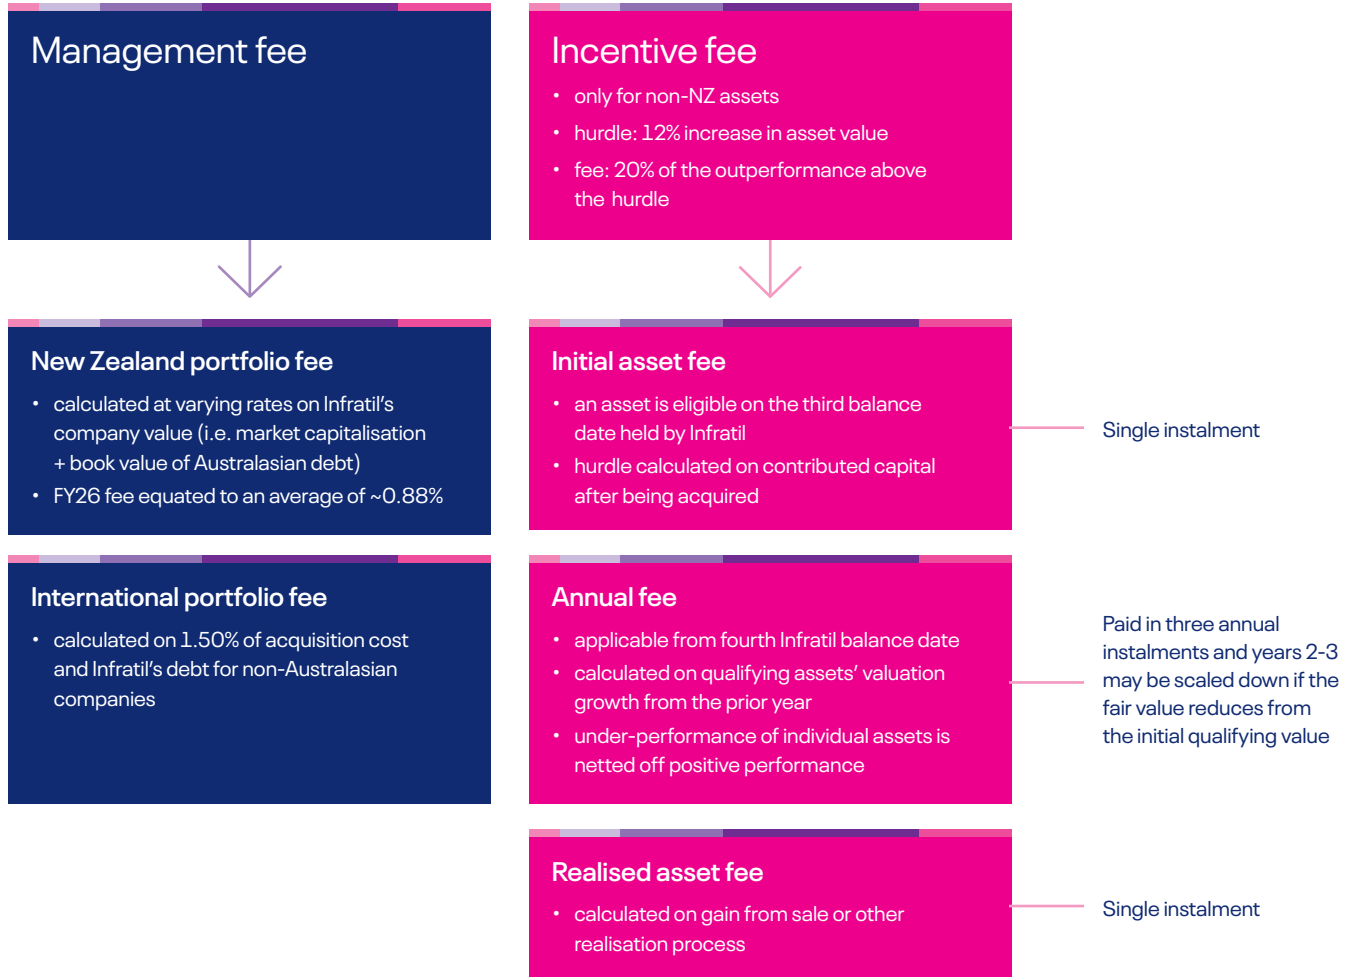 Management fee
Incentive fee
• only for non-NZ assets
• hurdle: 12% increase in asset value
• fee: 20% of the outperformance above
the hurdle
New Zealand portfolio fee
• calculated at varying rates on Infratil’s
company value (i.e. market capitalisation
+ book value of Australasian debt)
• FY26 fee equated to an average of ~0.88%
Initial asset fee
• an asset is eligible on the third balance
date held by Infratil
• hurdle calculated on contributed capital
after being acquired
Single instalment
International portfolio fee
• calculated on 1.50% of acquisition cost
and Infratil’s debt for non-Australasian
companies
Annual fee
• applicable from fourth Infratil balance date
• calculated on qualifying assets’ valuation
growth from the prior year
• under-performance of individual assets is
netted off positive performance
Paid in three annual
instalments and years 2-3
may be scaled down if the
fair value reduces from
the initial qualifying value
Realised asset fee
• calculated on gain from sale or other
realisation process
Single instalment